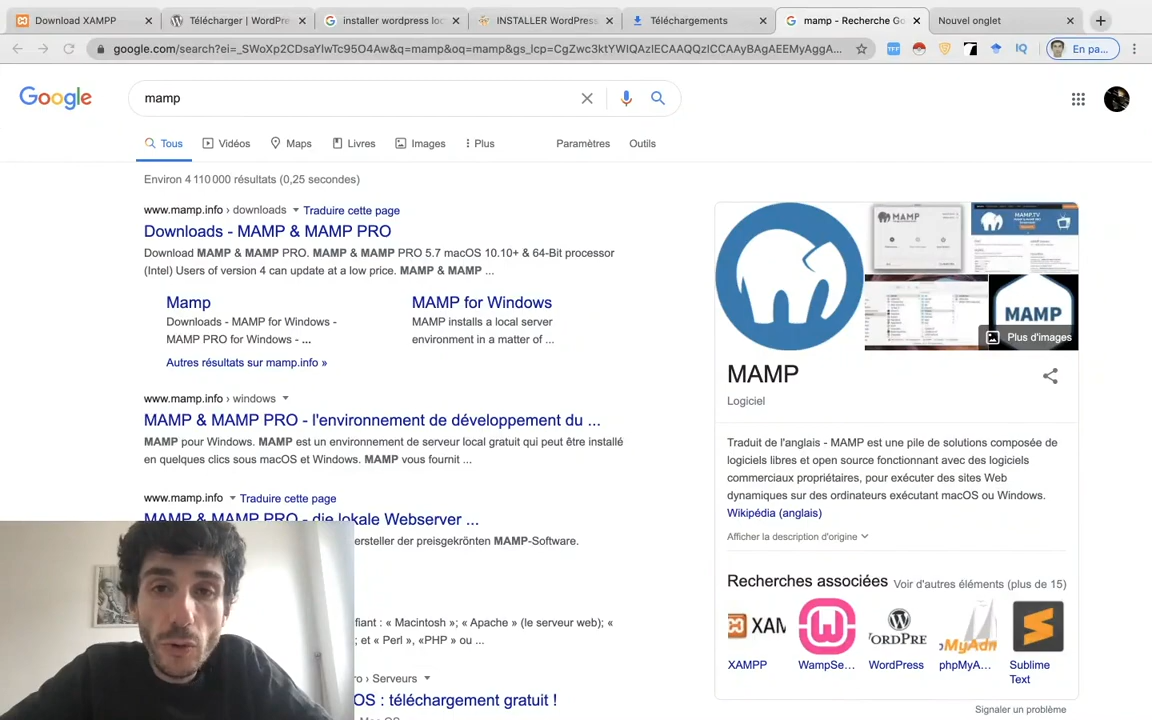 Download XAMPP
Télécharger | WordPre
installer wordpress loc
INSTALLER WordPress
Téléchargements
mamp - Recherche Go
Nouvel onglet
google.com/search?ei=_SWoXp2CDsaYlwTc95O4Aw&q=mamp&oq=mamp&gs_lcp=CgZwc3ktYWIQAzIECAAQQzICCAAyBAgAEEMyAggA...
IQ
En pa...
Google
mamp
Tous
Vidéos
Maps
Livres
Images
Plus
Paramètres
Outils
Environ 4 110 000 résultats (0,25 secondes)
www.mamp.info › downloads
Traduire cette page
Downloads - MAMP & MAMP PRO
Download MAMP & MAMP PRO. MAMP & MAMP PRO 5.7 macOS 10.10+ & 64-Bit processor
(Intel) Users of version 4 can update at a low price. MAMP & MAMP ...
Mamp
Downloads - MAMP for Windows -
MAMP PRO for Windows - ...
MAMP for Windows
MAMP installs a local server
environment in a matter of ...
Autres résultats sur mamp.info »
www.mamp.info › windows
MAMP & MAMP PRO - l'environnement de développement du ...
MAMP pour Windows. MAMP est un environnement de serveur local gratuit qui peut être installé
en quelques clics sous macOS et Windows. MAMP vous fournit ...
www.mamp.info
Traduire cette page
MAMP & MAMP PRO - die lokale Webserver ...
ersteller der preisgekrönten MAMP-Software.
fiant : « Macintosh »; « Apache » (le serveur web); «
; et « Perl », «PHP » ou ...
ro › Serveurs
OS : téléchargement gratuit !
MAMP
MAMP.TV
MAMP
Plus d'images
MAMP
Logiciel
Traduit de l'anglais - MAMP est une pile de solutions composée de
logiciels libres et open source fonctionnant avec des logiciels
commerciaux propriétaires, pour exécuter des sites Web
dynamiques sur des ordinateurs exécutant macOS ou Windows.
Wikipédia (anglais)
Afficher la description d'origine
Recherches associées
Voir d'autres éléments (plus de 15)
XAM
ORDPRE
MyAdn
XAMPP
WampSe...
WordPress
phpMyA...
Sublime
Text
Signaler un problème